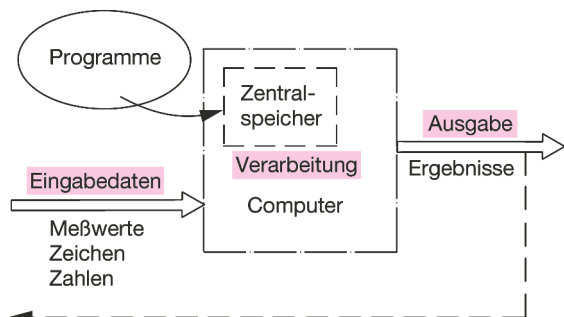 Programme
Zentral-
speicher
Verarbeitung
Computer
Eingabedaten
Meßwerte
Zeichen
Zahlen
Ausgabe
Ergebnisse